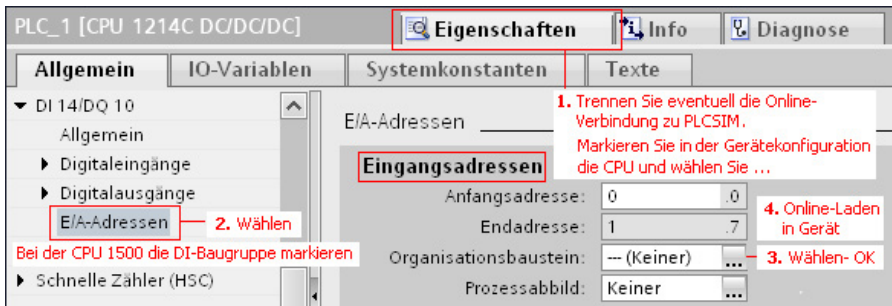 PLC_1 [CPU 1214C DC/DC/DC]
Eigenschaften
Info
Diagnose
Allgemein
IO-Variablen
Systemkonstanten
Texte
DI 14/DQ 10
Allgemein
Digitaleingänge
Digitalausgänge
E/A-Adressen
2. Wählen
Bei der CPU 1500 die DI-Baugruppe markieren
Schnelle Zähler (HSC)
1. Trennen Sie eventuell die Online-
Verbindung zu PLCSIM.
Markieren Sie in der Gerätekonfiguration
die CPU und wählen Sie ...
E/A-Adressen
Eingangsadressen
Anfangsadresse: 0 .0
Endadresse: 1 .7
Organisationsbaustein: --- (Keiner) ...
Prozessabbild: Keiner ...
4. Online-Laden
in Gerät
3. Wählen- OK